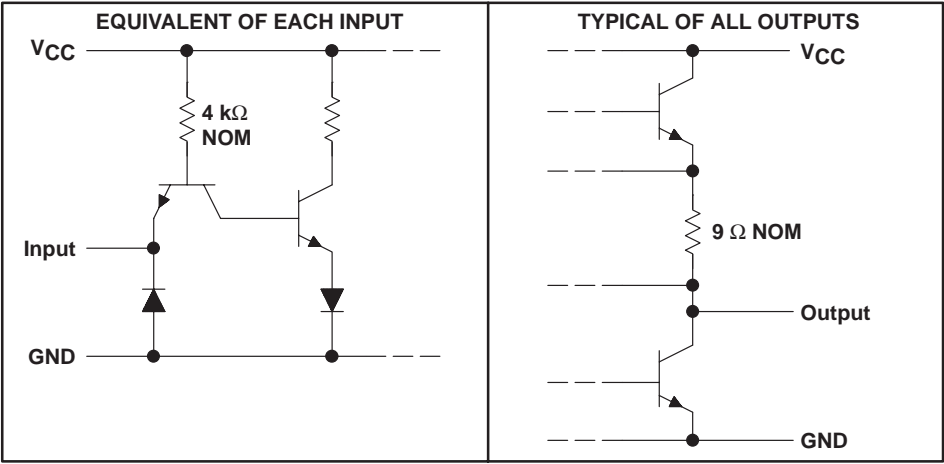 EQUIVALENT OF EACH INPUT
VCC
4 kΩ
NOM
Input
GND
TYPICAL OF ALL OUTPUTS
VCC
9 Ω NOM
Output
GND